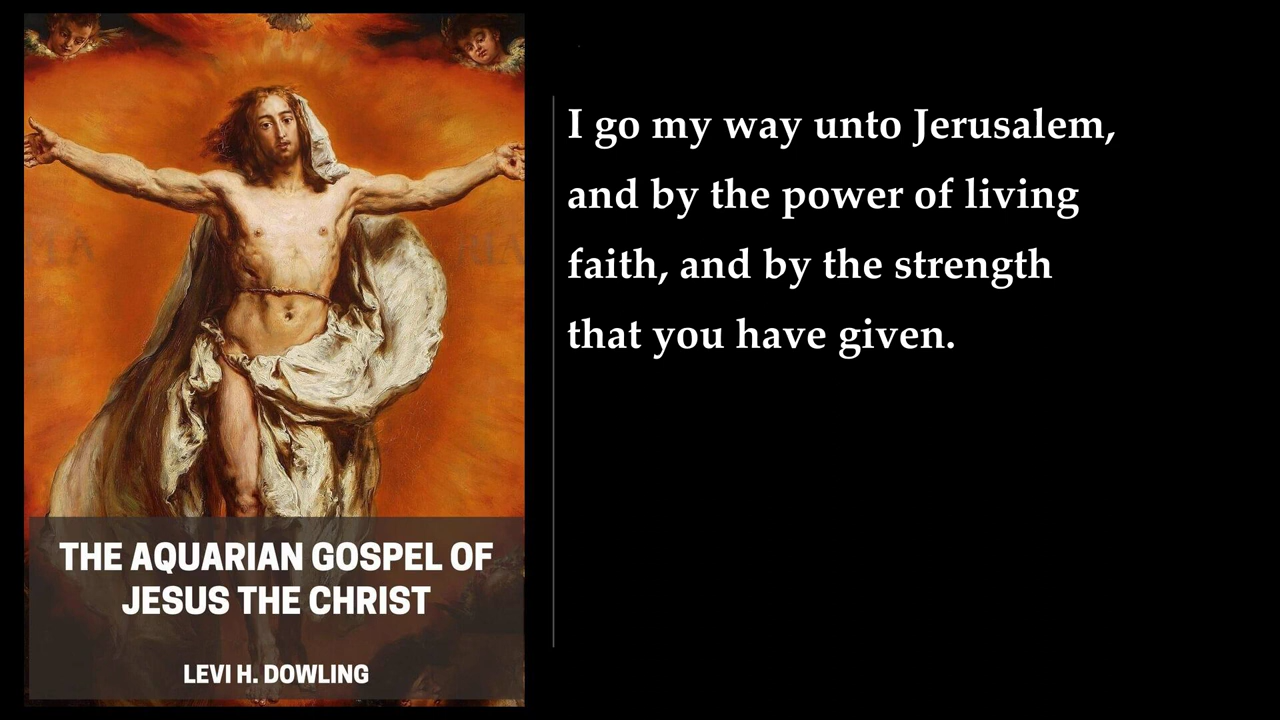 I go my way unto Jerusalem,
and by the power of living
faith, and by the strength
that you have given.
THE AQUARIAN GOSPEL OF
JESUS THE CHRIST
LEVI H. DOWLING